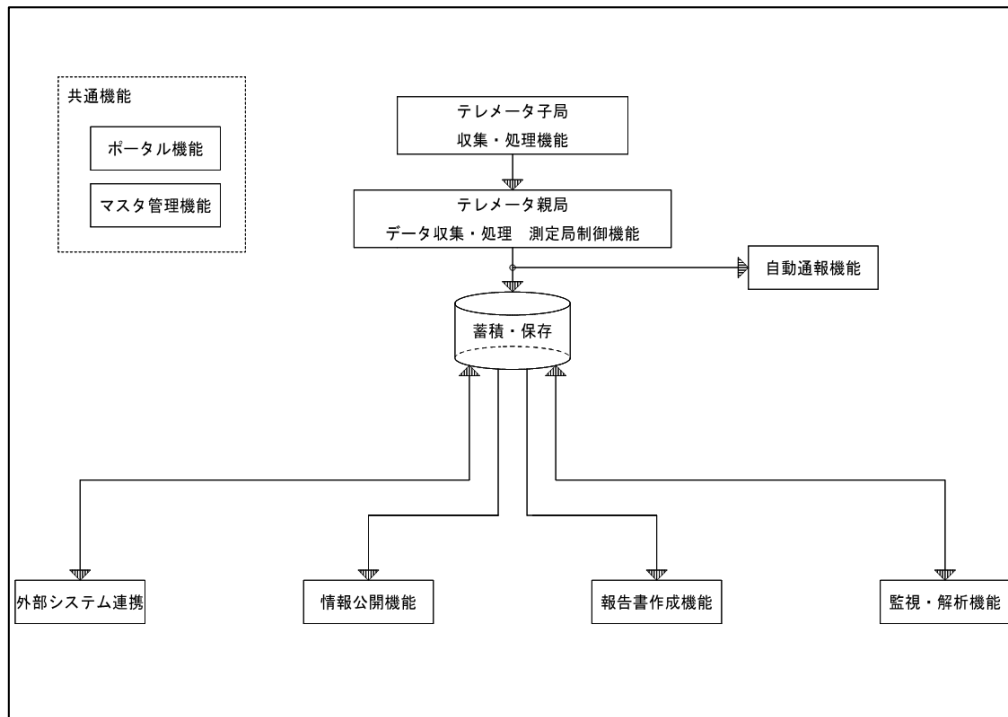 共通機能
ポータル機能
マスタ管理機能
テレメータ子局
収集・処理機能
テレメータ親局
データ収集・処理　測定局制御機能
自動通報機能
蓄積・保存
外部システム連携
情報公開機能
報告書作成機能
監視・解析機能